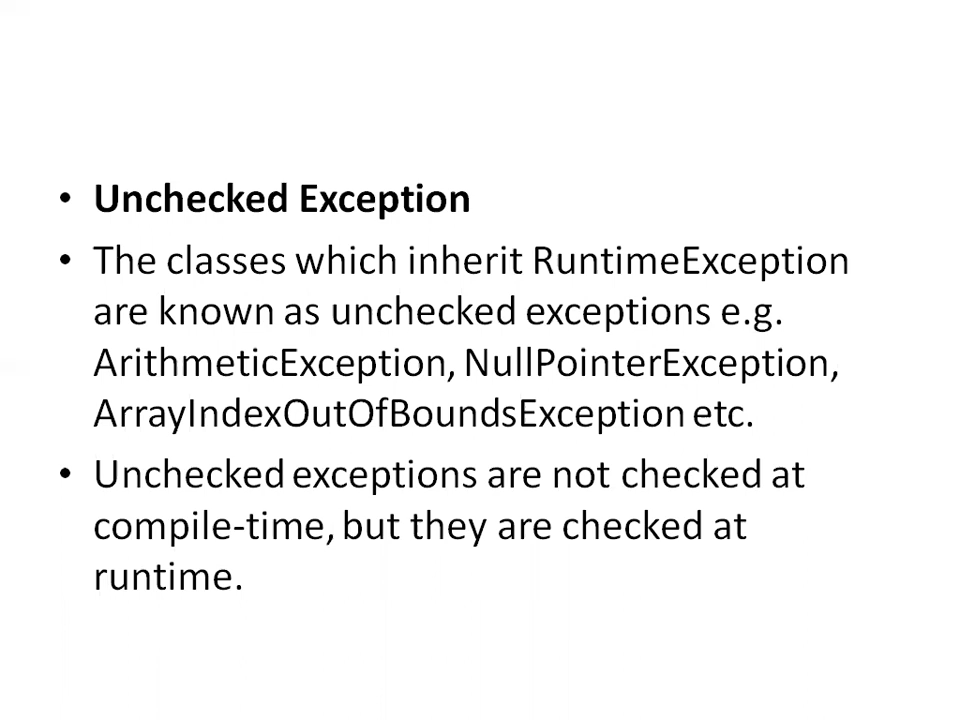 • Unchecked Exception
• The classes which inherit RuntimeException
are known as unchecked exceptions e.g.
ArithmeticException, NullPointerException,
ArrayIndexOutOfBoundsException etc.
• Unchecked exceptions are not checked at
compile-time, but they are checked at
runtime.